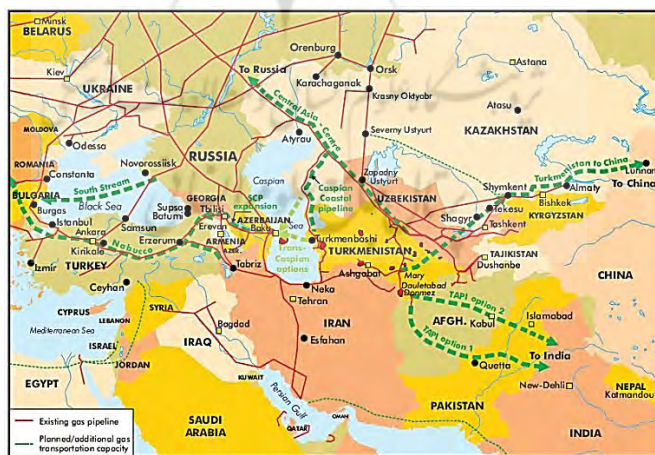 Minsk
BELARUS
Kiev
UKRAINE
MOLDOVA
Odessa
ROMANIA
Constanta
BULGARIA
Burgas
South Stream
Black Sea
Novorossiisk
RUSSIA
Istanbul
Ankara
Kirikale
Samsun
Nabucco
Erzerum
Izmir
TURKEY
Ceyhan
Supsa
Batumi
GEORGIA
Tbilisi
Erevan
ARMENIA
AZER.
SCP
expansion
AZERBAIJAN
Baku
Tabriz
Caspian
Sea
Trans-
Caspian
options
Orenburg
To Russia
Orsk
Karachaganak
Krasny Oktyabr
Central Asia Centre
Atyrau
Severny Ustyurt
Caspian
Coastal
pipeline
Zapadny
Ustyurt
UZBEKISTAN
Astana
Atasu
KAZAKHSTAN
Turkmenistan to China
Luhnan
To China
Shymkent
Almaty
Bishkek
KYRGYZSTAN
Shagyr
Tekesu
Tashkent
TAJIKISTAN
Dushanbe
CHINA
Turkmenbashi
TURKMENISTAN
Ashgabat
Mary
Dauletabad
Donmez
Neka
Tehran
IRAN
Esfahan
AFGH.
Kabul
TAPI option 2
TAPI option 1
Islamabad
To India
Quetta
New-Delhi
NEPAL
Katmandou
PAKISTAN
INDIA
CYPRUS
LEBANON
SYRIA
Mediterranean Sea
ISRAEL
JORDAN
Bagdad
IRAQ
EGYPT
KUWAIT
Persian Gulf
QATAR
OMAN
SAUDI
ARABIA
Existing gas pipeline
Planned/additional gas
transportation capacity